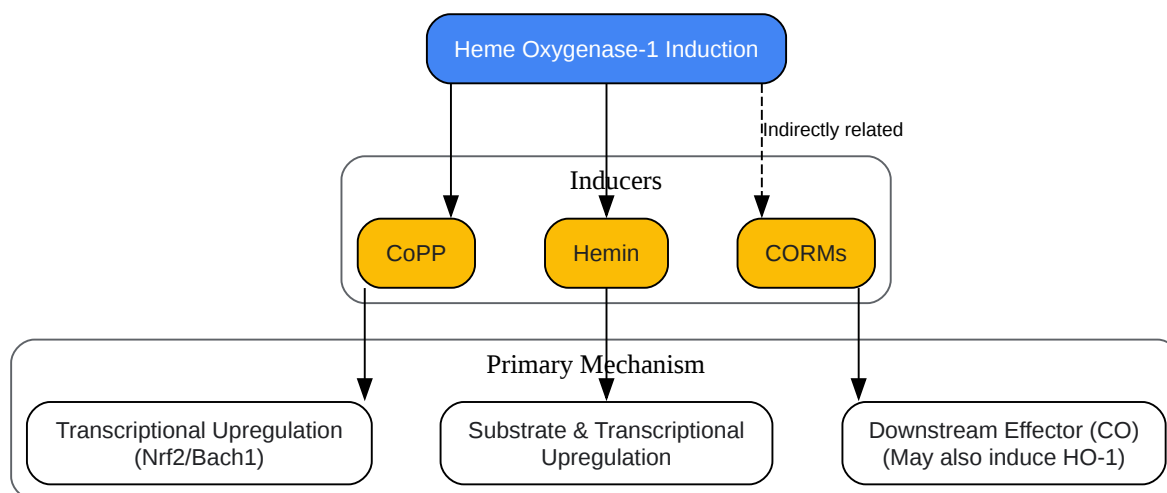 Heme Oxygenase-1 Induction
Indirectly related
Inducers
CoPP
Hemin
CORMs
Primary Mechanism
Transcriptional Upregulation
(Nrf2/Bach1)
Substrate & Transcriptional
Upregulation
Downstream Effector (CO)
(May also induce HO-1)